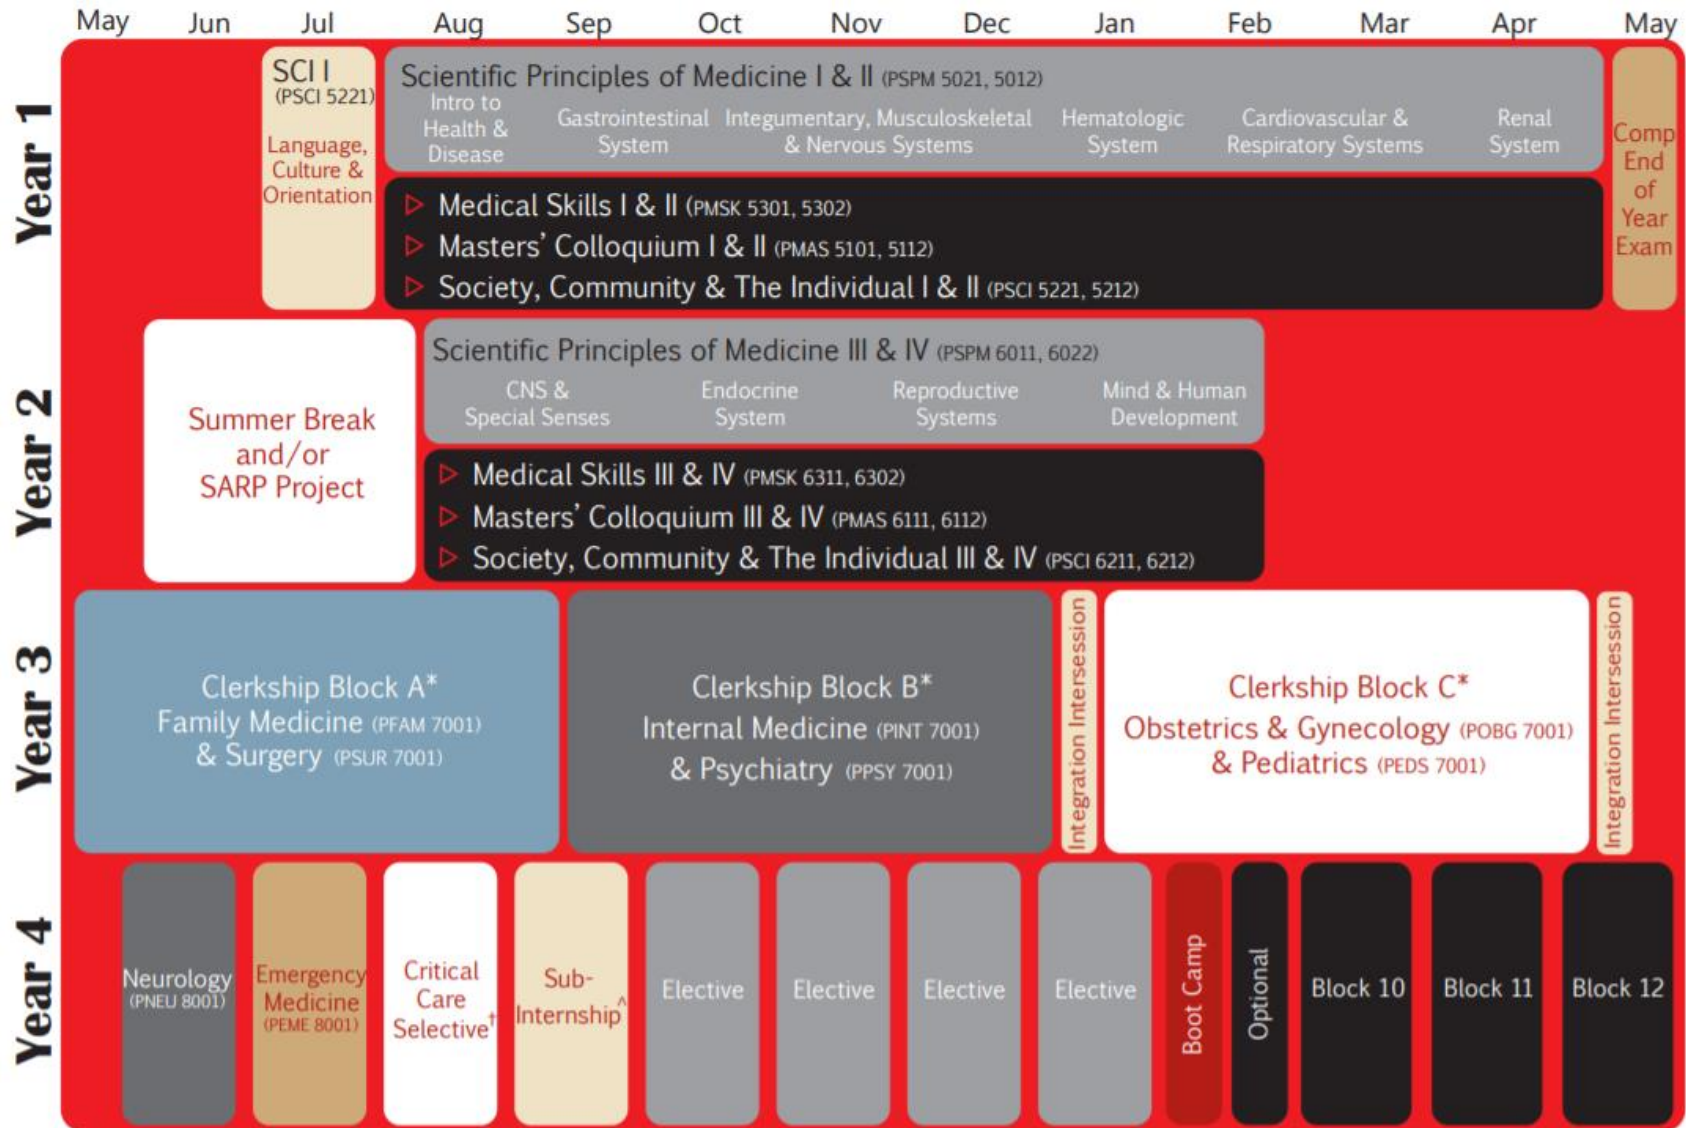 May Jun Jul Aug Sep Oct Nov Dec Jan Feb Mar Apr May
Year 1
SCI I
(PSCI 5221)
Language,
Culture &
Orientation
Scientific Principles of Medicine I & II (PSPM 5021, 5012)
Intro to
Health &
Disease
Gastrointestinal
System
Integumentary, Musculoskeletal
& Nervous Systems
Hematologic
System
Cardiovascular &
Respiratory Systems
Renal
System
▷ Medical Skills I & II (PMSK 5301, 5302)
▷ Masters’ Colloquium I & II (PMAS 5101, 5112)
▷ Society, Community & The Individual I & II (PSCI 5221, 5212)
Comp
End
of
Year
Exam
Year 2
Summer Break
and/or
SARP Project
Scientific Principles of Medicine III & IV (PSPM 6011, 6022)
CNS &
Special Senses
Endocrine
System
Reproductive
Systems
Mind & Human
Development
▷ Medical Skills III & IV (PMSK 6311, 6302)
▷ Masters’ Colloquium III & IV (PMAS 6111, 6112)
▷ Society, Community & The Individual III & IV (PSCI 6211, 6212)
Year 3
Clerkship Block A*
Family Medicine (PFAM 7001)
& Surgery (PSUR 7001)
Clerkship Block B*
Internal Medicine (PINT 7001)
& Psychiatry (PPSY 7001)
Integration Intersession
Clerkship Block C*
Obstetrics & Gynecology (POBG 7001)
& Pediatrics (PEDS 7001)
Integration Intersession
Year 4
Neurology
(PNEU 8001)
Emergency
Medicine
(PEME 8001)
Critical
Care
Selective†
Sub-
Internship^
Elective
Elective
Elective
Elective
Boot Camp
Optional
Block 10
Block 11
Block 12